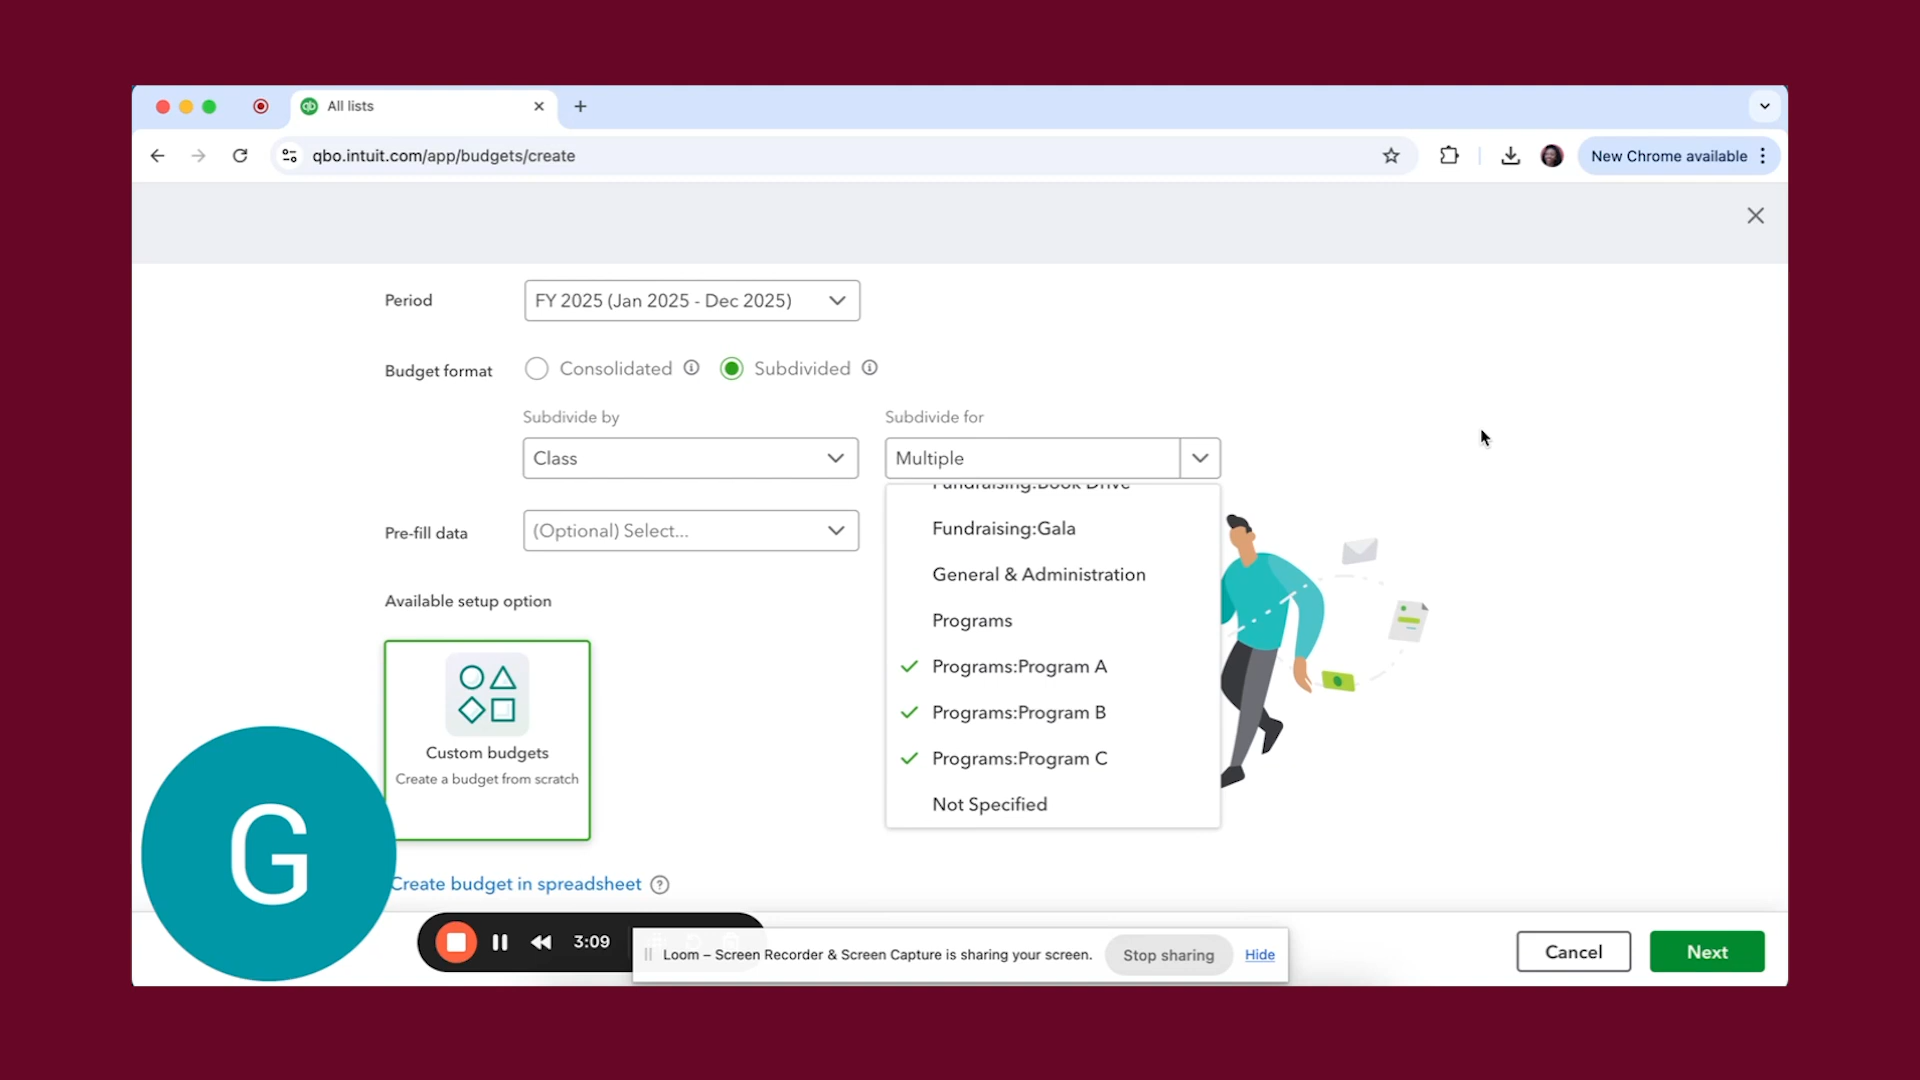 All lists
qbo.intuit.com/app/budgets/create
New Chrome available
Period
FY 2025 (Jan 2025 - Dec 2025)
Budget format
Consolidated
Subdivided
Subdivide by
Subdivide for
Class
Multiple
Fundraising:Book Drive
Fundraising:Gala
General & Administration
Programs
Programs:Program A
Programs:Program B
Programs:Program C
Not Specified
Pre-fill data
(Optional) Select...
Available setup option
Custom budgets
Create a budget from scratch
Create budget in spreadsheet
G
3:09
Loom – Screen Recorder & Screen Capture is sharing your screen.
Stop sharing
Hide
Cancel
Next